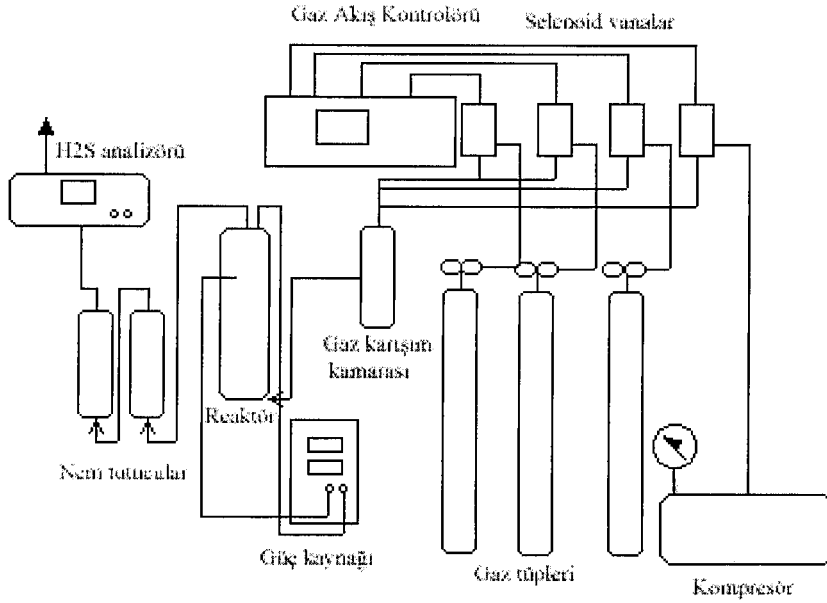 Gaz Akış Kontrolörü
Selenoid vanalar
H2S analizörü
Gaz karışım
kamarası
Reaktör
Nem tutucular
Güç kaynağı
Gaz tüpleri
Kompresör